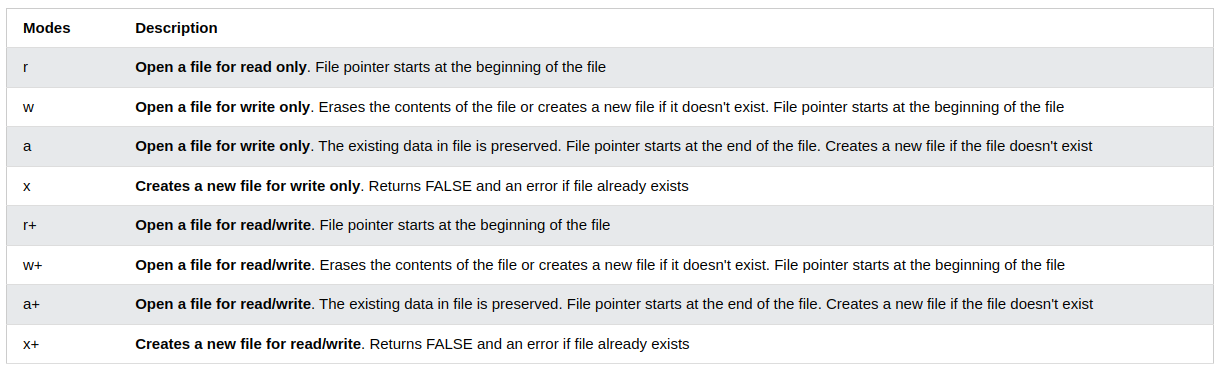 Modes Description
r Open a file for read only. File pointer starts at the beginning of the file
w Open a file for write only. Erases the contents of the file or creates a new file if it doesn't exist. File pointer starts at the beginning of the file
a Open a file for write only. The existing data in file is preserved. File pointer starts at the end of the file. Creates a new file if the file doesn't exist
x Creates a new file for write only. Returns FALSE and an error if file already exists
r+ Open a file for read/write. File pointer starts at the beginning of the file
w+ Open a file for read/write. Erases the contents of the file or creates a new file if it doesn't exist. File pointer starts at the beginning of the file
a+ Open a file for read/write. The existing data in file is preserved. File pointer starts at the end of the file. Creates a new file if the file doesn't exist
x+ Creates a new file for read/write. Returns FALSE and an error if file already exists